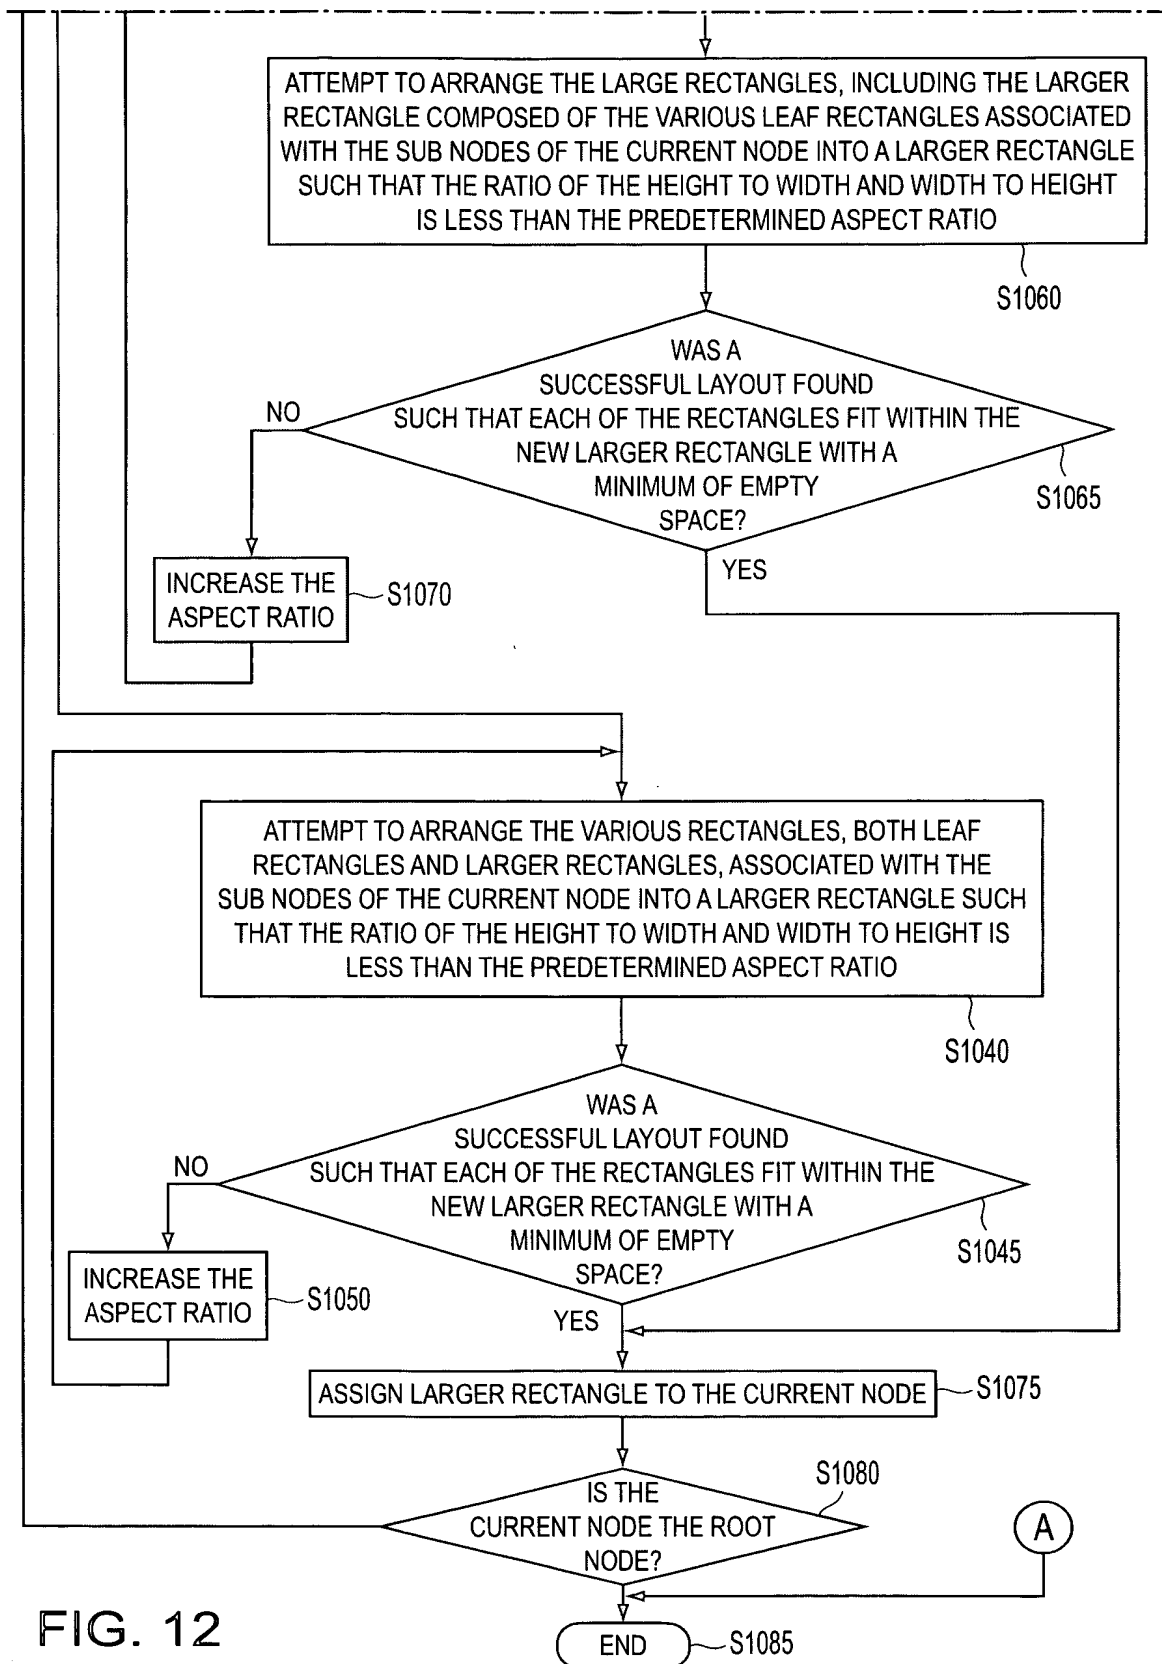 ATTEMPT TO ARRANGE THE LARGE RECTANGLES, INCLUDING THE LARGER
RECTANGLE COMPOSED OF THE VARIOUS LEAF RECTANGLES ASSOCIATED
WITH THE SUB NODES OF THE CURRENT NODE INTO A LARGER RECTANGLE
SUCH THAT THE RATIO OF THE HEIGHT TO WIDTH AND WIDTH TO HEIGHT
IS LESS THAN THE PREDETERMINED ASPECT RATIO
S1060
WAS A
SUCCESSFUL LAYOUT FOUND
SUCH THAT EACH OF THE RECTANGLES FIT WITHIN THE
NEW LARGER RECTANGLE WITH A
MINIMUM OF EMPTY
SPACE?
NO
S1065
YES
INCREASE THE
ASPECT RATIO
S1070
ATTEMPT TO ARRANGE THE VARIOUS RECTANGLES, BOTH LEAF
RECTANGLES AND LARGER RECTANGLES, ASSOCIATED WITH THE
SUB NODES OF THE CURRENT NODE INTO A LARGER RECTANGLE SUCH
THAT THE RATIO OF THE HEIGHT TO WIDTH AND WIDTH TO HEIGHT IS
LESS THAN THE PREDETERMINED ASPECT RATIO
S1040
WAS A
SUCCESSFUL LAYOUT FOUND
SUCH THAT EACH OF THE RECTANGLES FIT WITHIN THE
NEW LARGER RECTANGLE WITH A
MINIMUM OF EMPTY
SPACE?
NO
S1045
INCREASE THE
ASPECT RATIO
S1050
YES
ASSIGN LARGER RECTANGLE TO THE CURRENT NODE
S1075
IS THE
CURRENT NODE THE ROOT
NODE?
S1080
A
END
S1085
FIG. 12